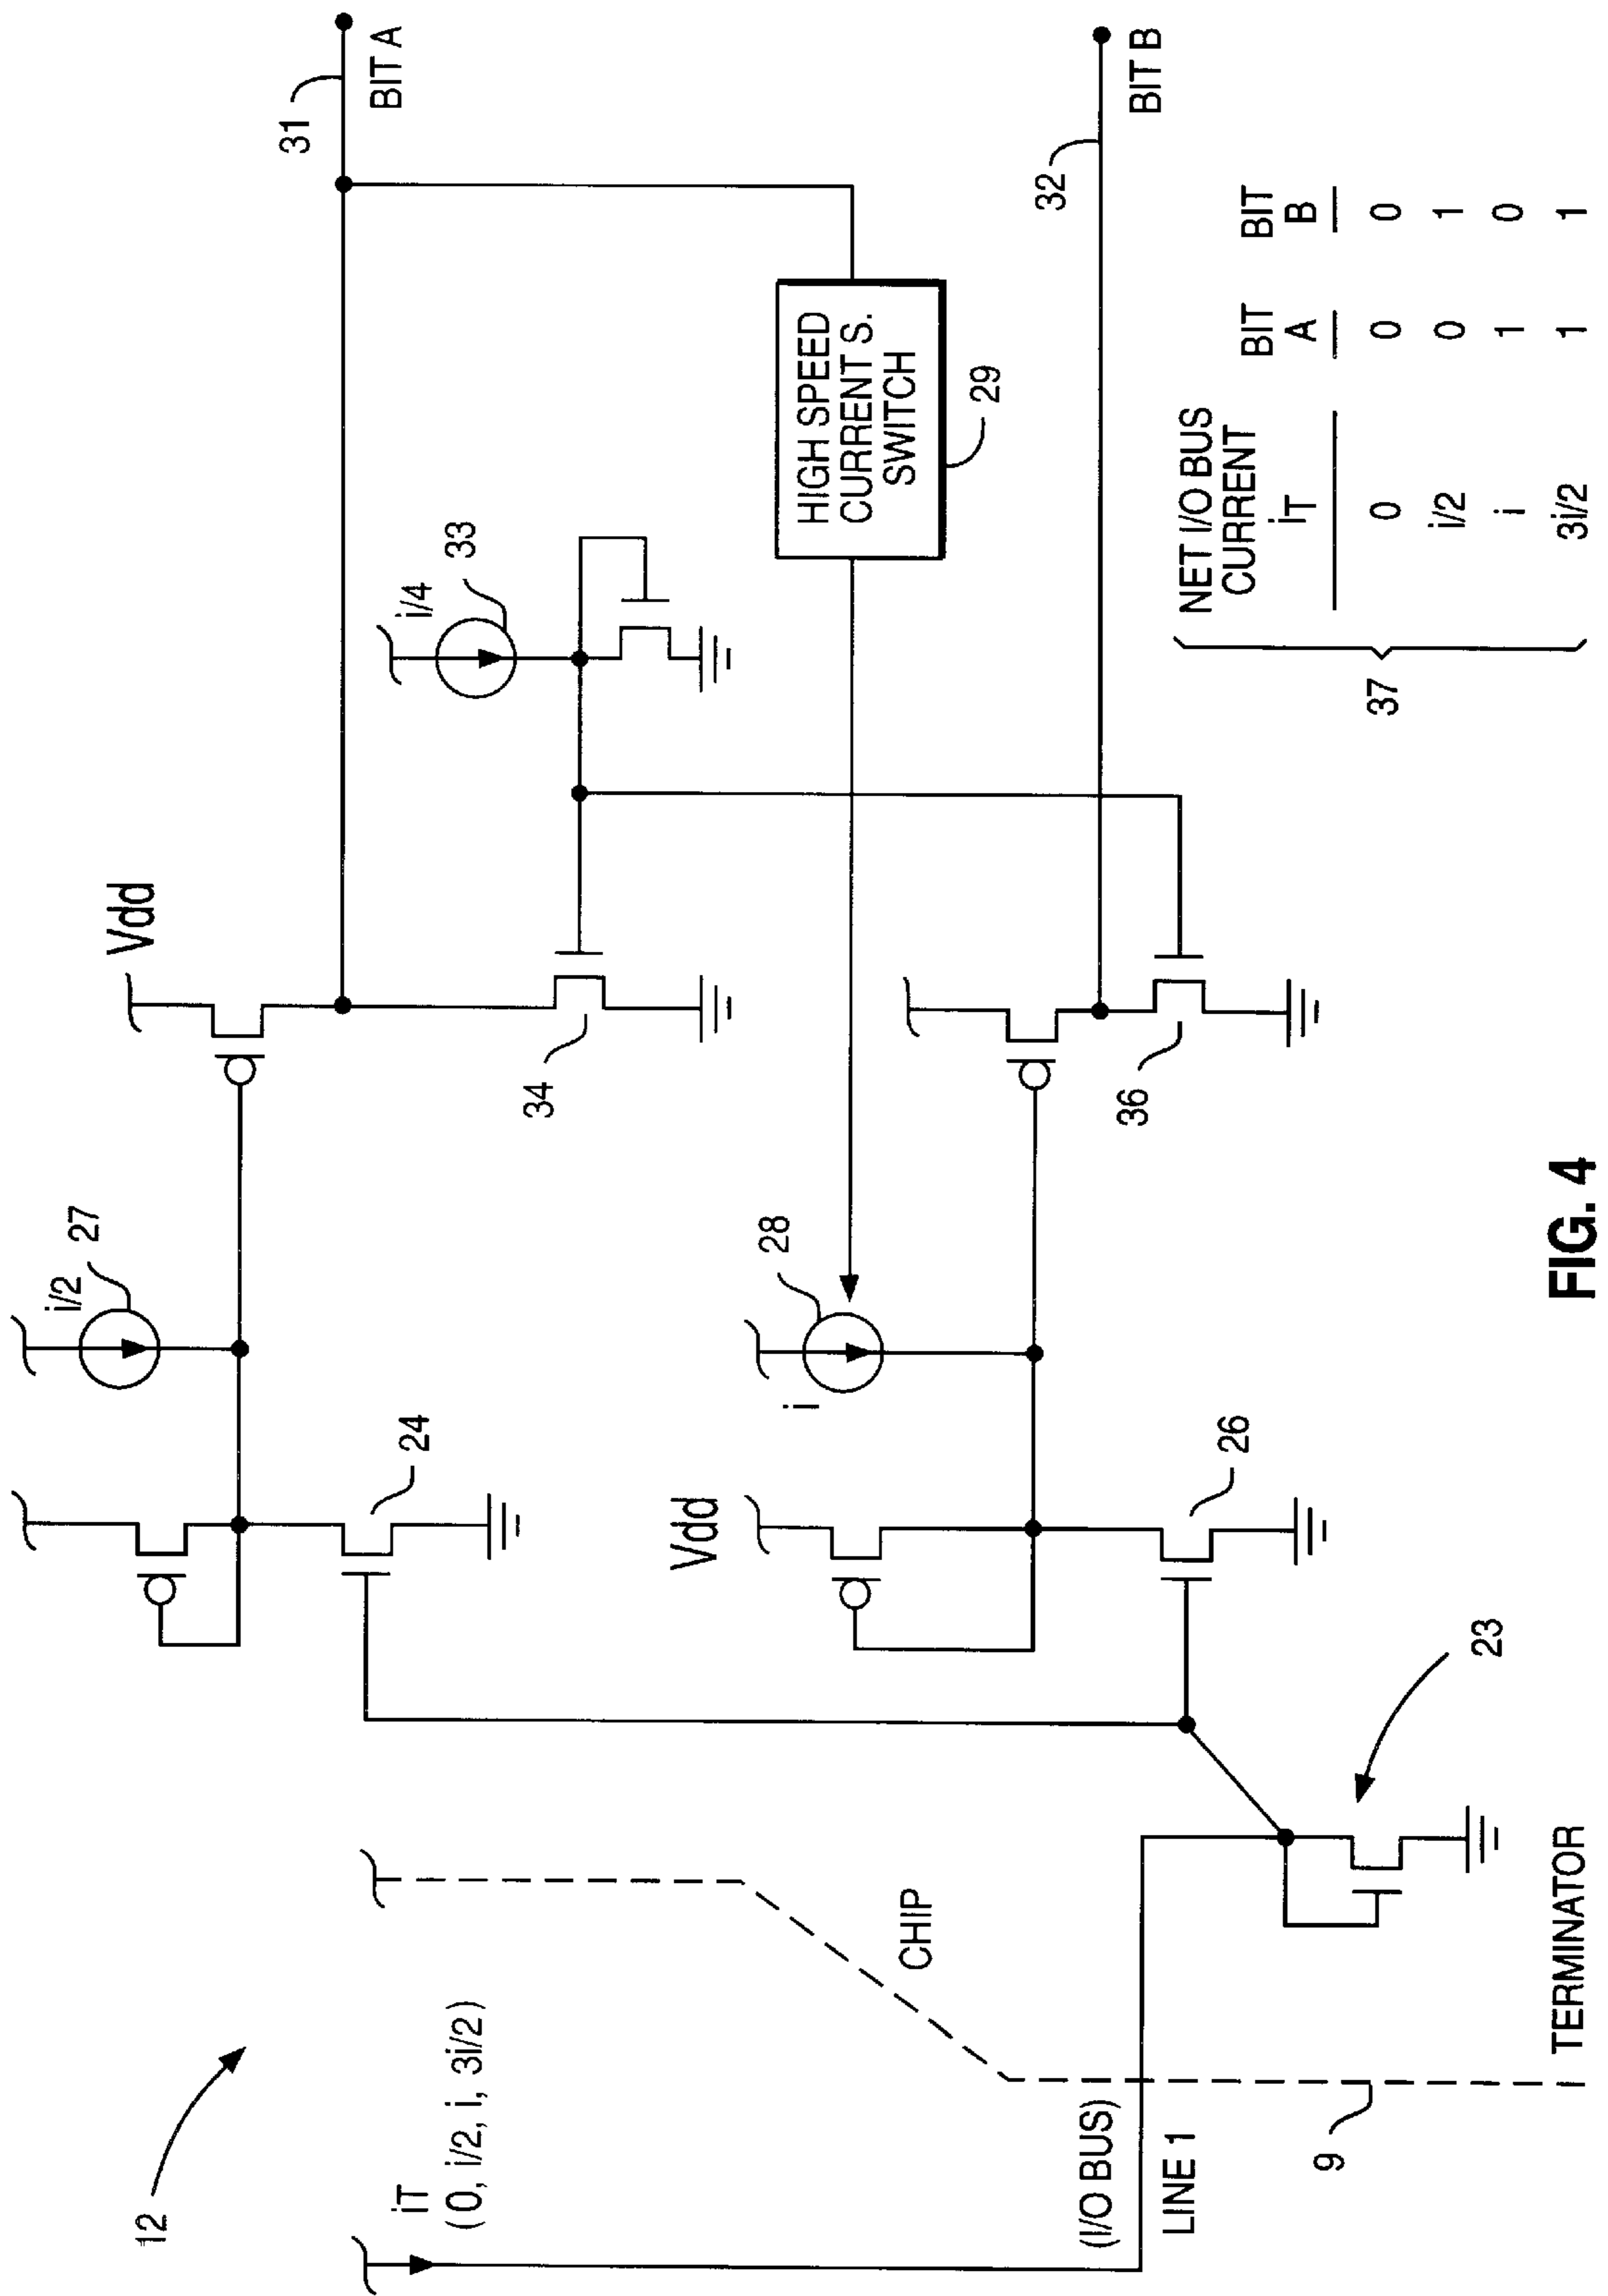 12
iT
(0, i/2, i, 3i/2)
(I/O BUS)
LINE 1
CHIP
9
TERMINATOR
23
24
Vdd
26
i/2
27
i
28
34
36
Vdd
i/4
33
HIGH SPEED
CURRENT S.
SWITCH
29
31
BIT A
32
BIT B
37
NET I/O BUS
CURRENT
iT
BIT
A
BIT
B
0 0 0
i/2 0 1
i 1 0
3i/2 1 1
FIG. 4